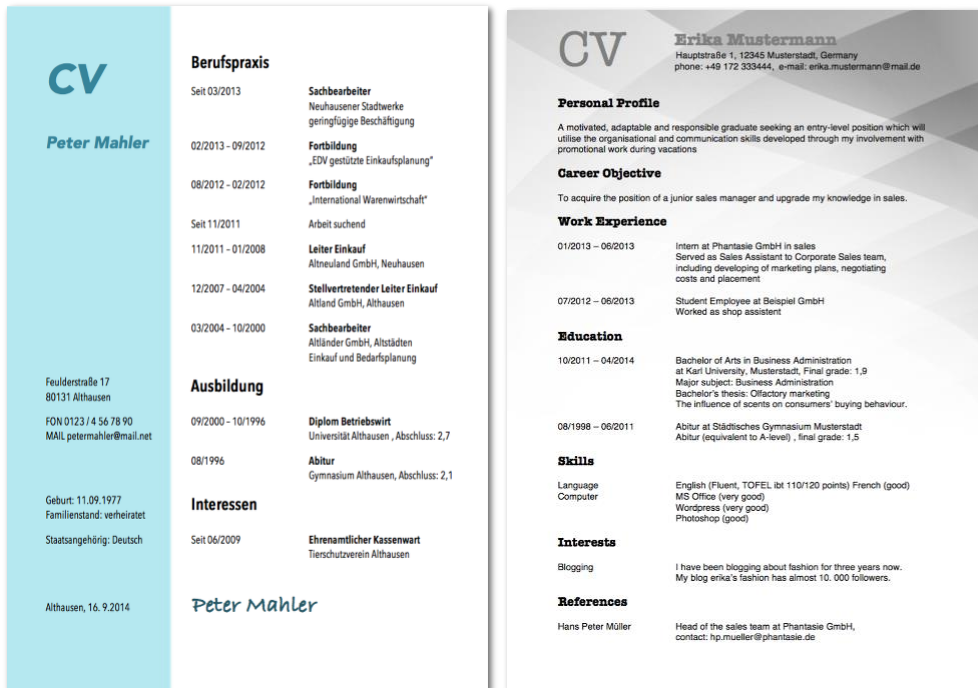 CV
Peter Mahler
Feulderstraße 17
80131 Althausen
FON 0123 / 4 56 78 90
MAIL petermahler@mail.net
Geburt: 11.09.1977
Familienstand: verheiratet
Staatsangehörig: Deutsch
Althausen, 16. 9.2014
Berufspraxis
Seit 03/2013 Sachbearbeiter
Neuhausener Stadtwerke
geringfügige Beschäftigung
02/2013 - 09/2012 Fortbildung
„EDV gestützte Einkaufsplanung“
08/2012 - 02/2012 Fortbildung
„International Warenwirtschaft“
Seit 11/2011 Arbeit suchend
11/2011 - 01/2008 Leiter Einkauf
Altneuland GmbH, Neuhausen
12/2007 - 04/2004 Stellvertretender Leiter Einkauf
Altland GmbH, Althausen
03/2004 - 10/2000 Sachbearbeiter
Altländer GmbH, Altstädten
Einkauf und Bedarfsplanung
Ausbildung
09/2000 - 10/1996 Diplom Betriebswirt
Universität Althausen , Abschluss: 2,7
08/1996 Abitur
Gymnasium Althausen, Abschluss: 2,1
Interessen
Seit 06/2009 Ehrenamtlicher Kassenwart
Tierschutzverein Althausen
Peter Mahler
CV
Erika Mustermann
Hauptstraße 1, 12345 Musterstadt, Germany
phone: +49 172 333444, e-mail: erika.mustermann@mail.de
Personal Profile
A motivated, adaptable and responsible graduate seeking an entry-level position which will
utilise the organisational and communication skills developed through my involvement with
promotional work during vacations
Career Objective
To acquire the position of a junior sales manager and upgrade my knowledge in sales.
Work Experience
01/2013 – 06/2013 Intern at Phantasie GmbH in sales
Served as Sales Assistant to Corporate Sales team,
including developing of marketing plans, negotiating
costs and placement
07/2012 – 06/2013 Student Employee at Beispiel GmbH
Worked as shop assistent
Education
10/2011 – 04/2014 Bachelor of Arts in Business Administration
at Karl University, Musterstadt, Final grade: 1,9
Major subject: Business Administration
Bachelor's thesis: Olfactory marketing
The influence of scents on consumers' buying behaviour.
08/1998 – 06/2011 Abitur at Städtisches Gymnasium Musterstadt
Abitur (equivalent to A-level) , final grade: 1,5
Skills
Language English (Fluent, TOFEL ibt 110/120 points) French (good)
Computer MS Office (very good)
Wordpress (very good)
Photoshop (good)
Interests
Blogging I have been blogging about fashion for three years now.
My blog erika's fashion has almost 10. 000 followers.
References
Hans Peter Müller Head of the sales team at Phantasie GmbH,
contact: hp.mueller@phantasie.de